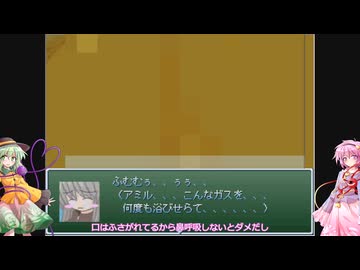 ふむむぅ、、ぅぅ、、
（アミル、、、こんなガスを、、、
何度も浴びせらて、、、、、、）
口はふさがれてるから鼻呼吸しないとダメだし